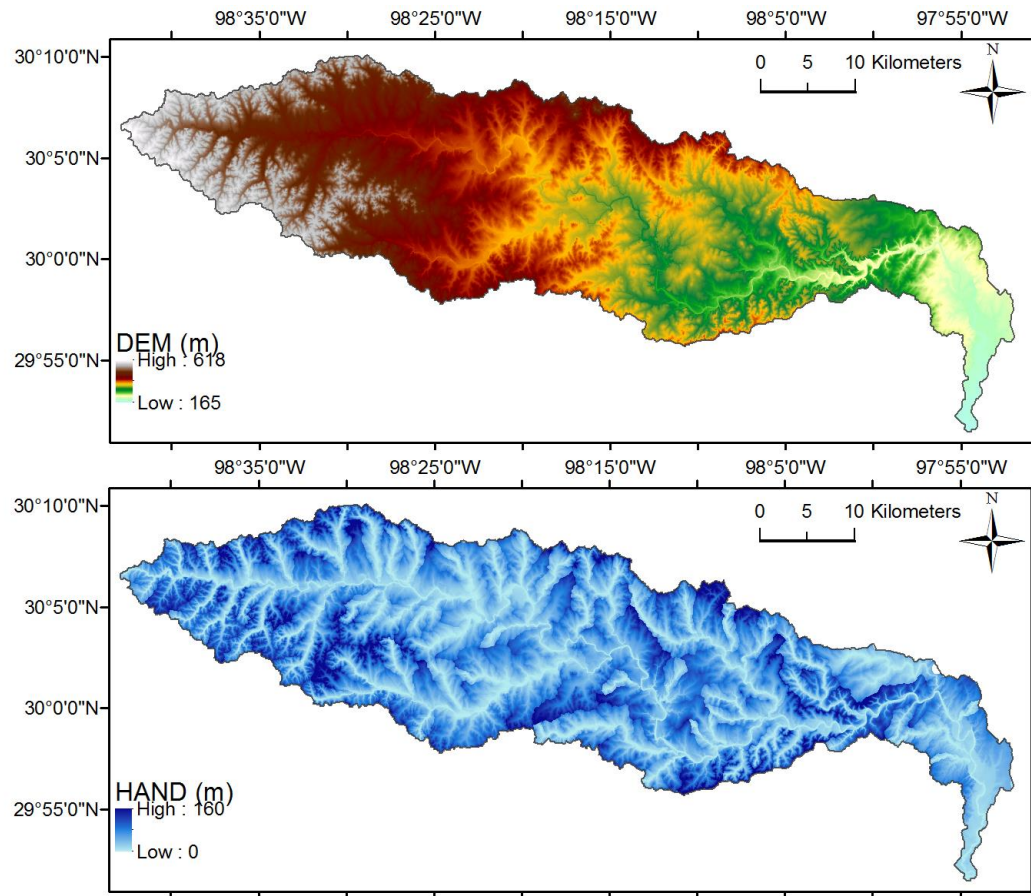 98°35'0"W 98°25'0"W 98°15'0"W 98°5'0"W 97°55'0"W
30°10'0"N
0 5 10 Kilometers
N
30°5'0"N
30°0'0"N
29°55'0"N
DEM (m)
High : 618
Low : 165
98°35'0"W 98°25'0"W 98°15'0"W 98°5'0"W 97°55'0"W
30°10'0"N
0 5 10 Kilometers
N
30°5'0"N
30°0'0"N
29°55'0"N
HAND (m)
High : 160
Low : 0